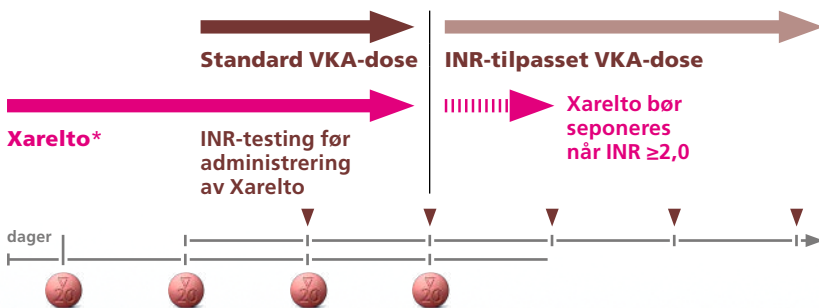 Standard VKA-dose
INR-tilpasset VKA-dose
Xarelto*
INR-testing før
administrering
av Xarelto
Xarelto bør
seponeres
når INR ≥2,0
dager
20
20
20
20